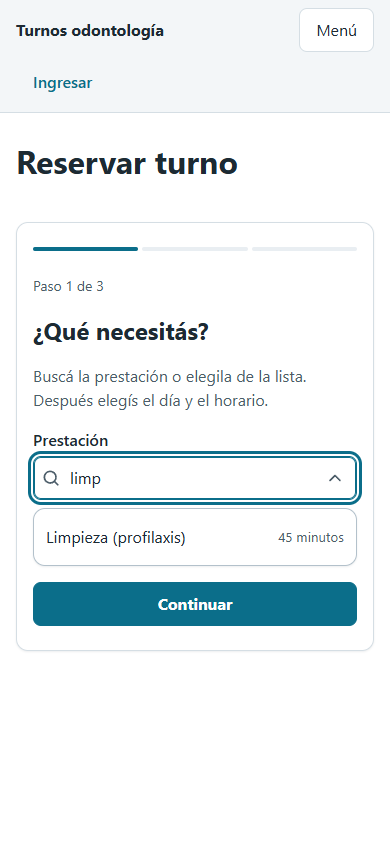 Turnos odontología
Menú
Ingresar
Reservar turno
Paso 1 de 3
¿Qué necesitás?
Buscá la prestación o elegila de la lista.
Después elegís el día y el horario.
Prestación
limp
Limpieza (profilaxis) 45 minutos
Continuar